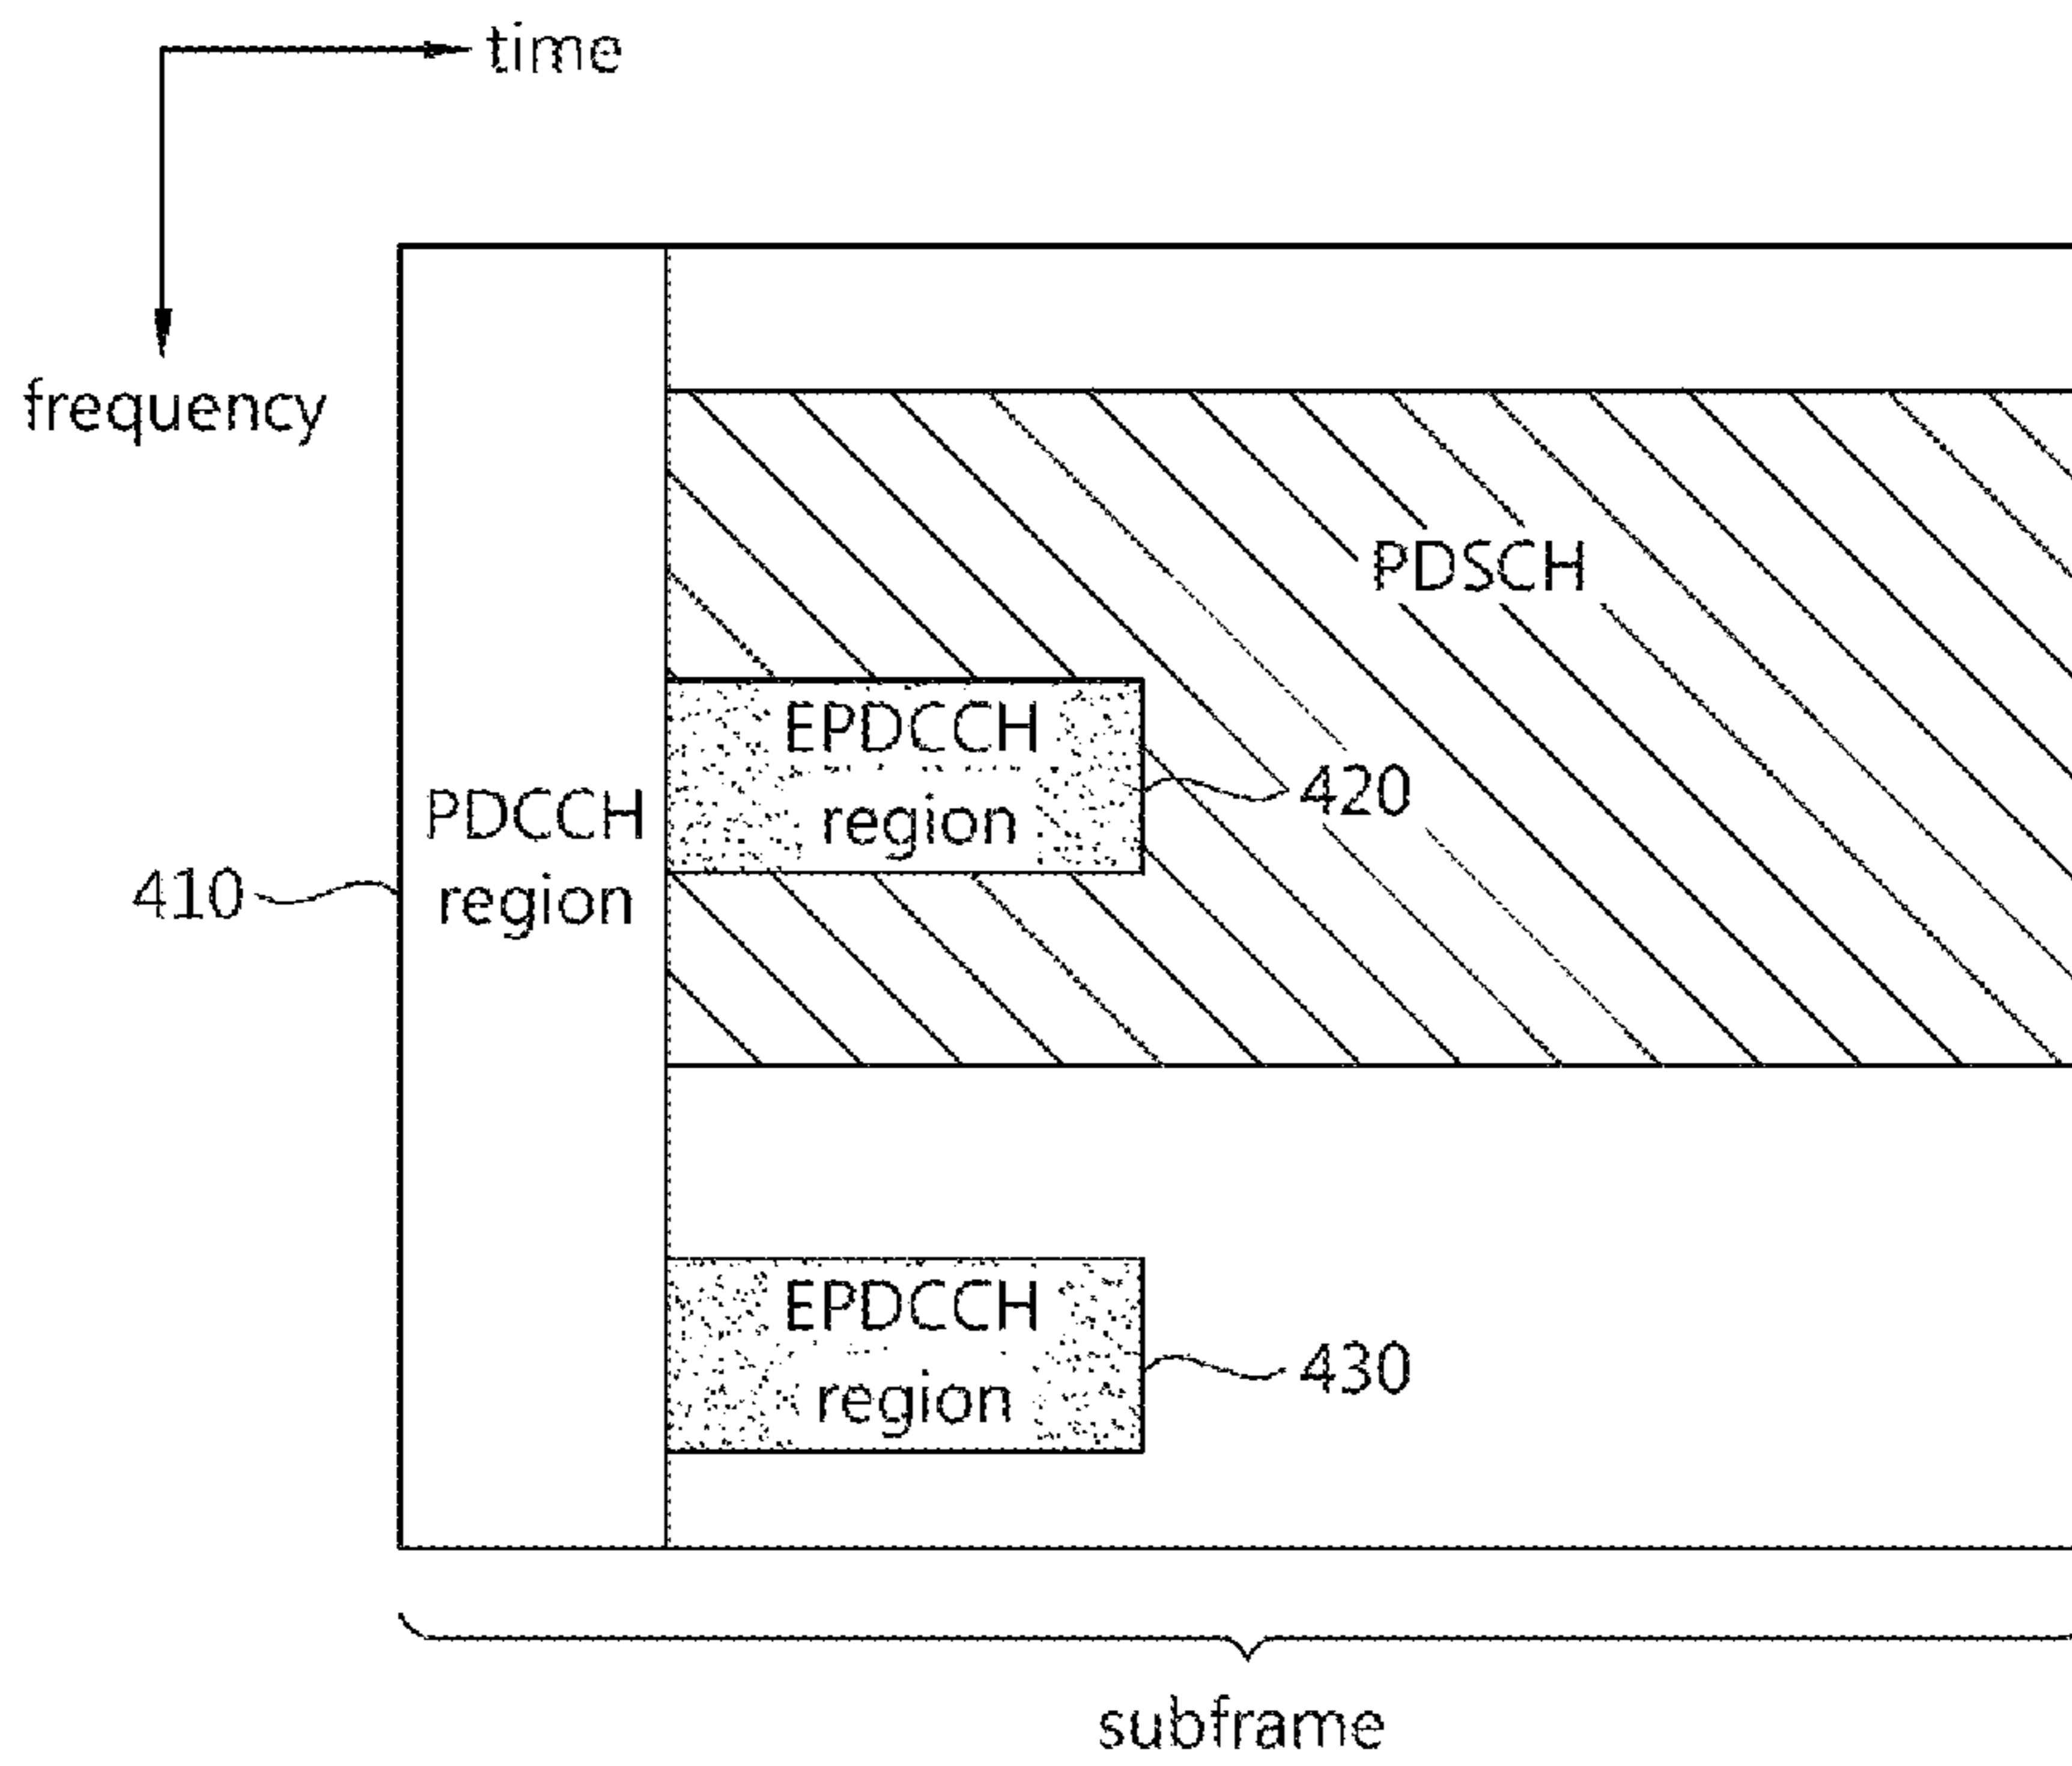 time
frequency
PDSCH
EPDCCH
region
420
PDCCH
region
410
EPDCCH
region
430
subframe